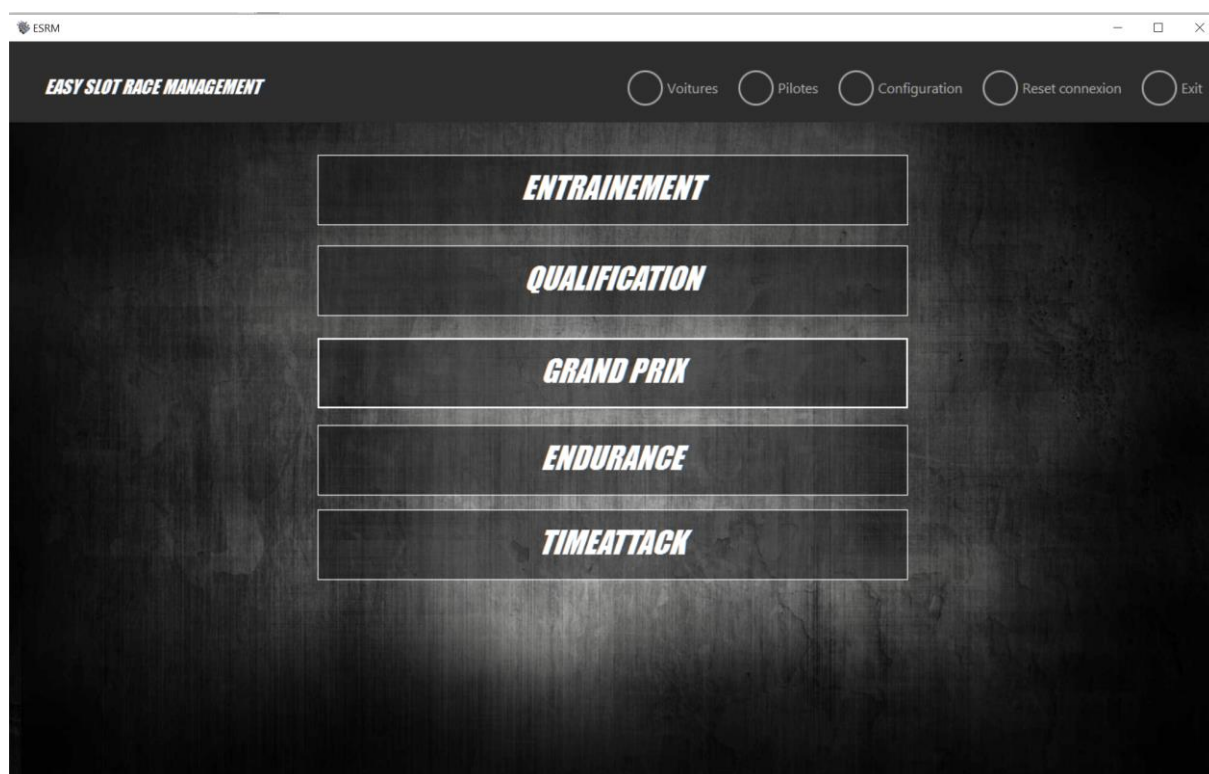 ESRM
EASY SLOT RACE MANAGEMENT
Voitures Pilotes Configuration Reset connexion Exit
ENTRAINEMENT
QUALIFICATION
GRAND PRIX
ENDURANCE
TIMEATTACK